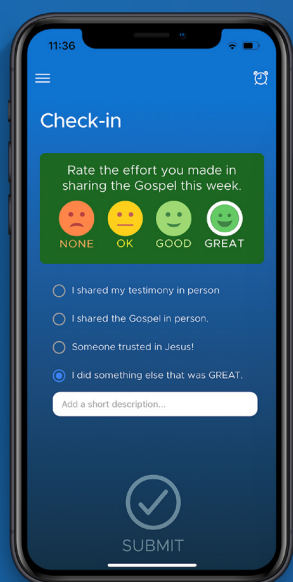 11:36
Check-in
Rate the effort you made in
sharing the Gospel this week.
NONE OK GOOD GREAT
I shared my testimony in person
I shared the Gospel in person.
Someone trusted in Jesus!
I did something else that was GREAT.
Add a short description...
SUBMIT